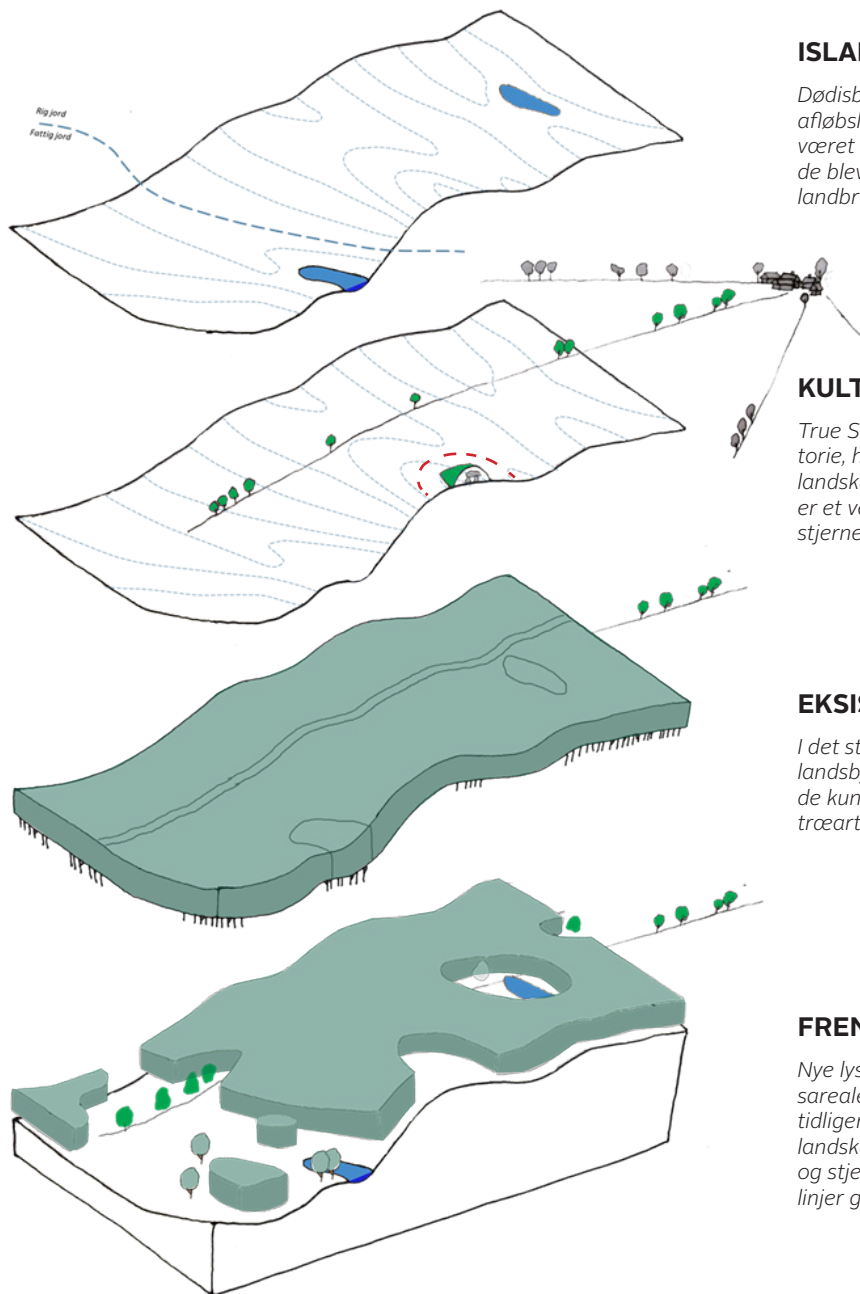 Rig jord
Fattig jord
ISLA
Dødisb
afløbsl
været
de blev
landbr
KULT
True S
torie, h
landsk
er et ve
stjerne
EKSIS
I det st
landsby
de kun
træart
FREN
Nye lys
sareale
tidliger
landsk
og stje
linjer g